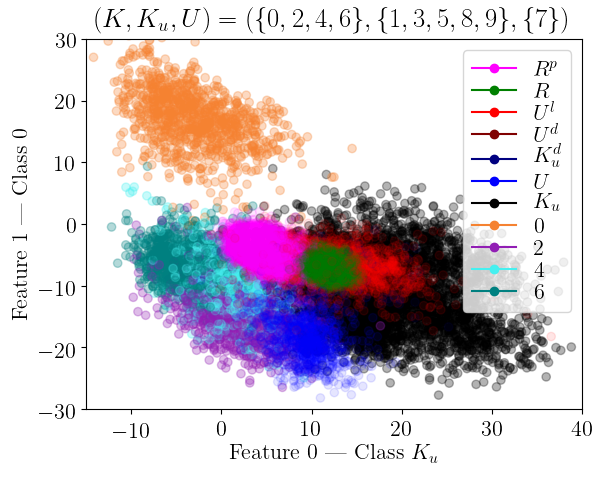 (K, K_u, U) = ({0, 2, 4, 6}, {1, 3, 5, 8, 9}, {7})
30
20
10
0
−10
−20
−30
Feature 1 — Class 0
R^p
R
U^l
U^d
K_u^d
U
K_u
0
2
4
6
−10
0
10
20
30
40
Feature 0 — Class K_u